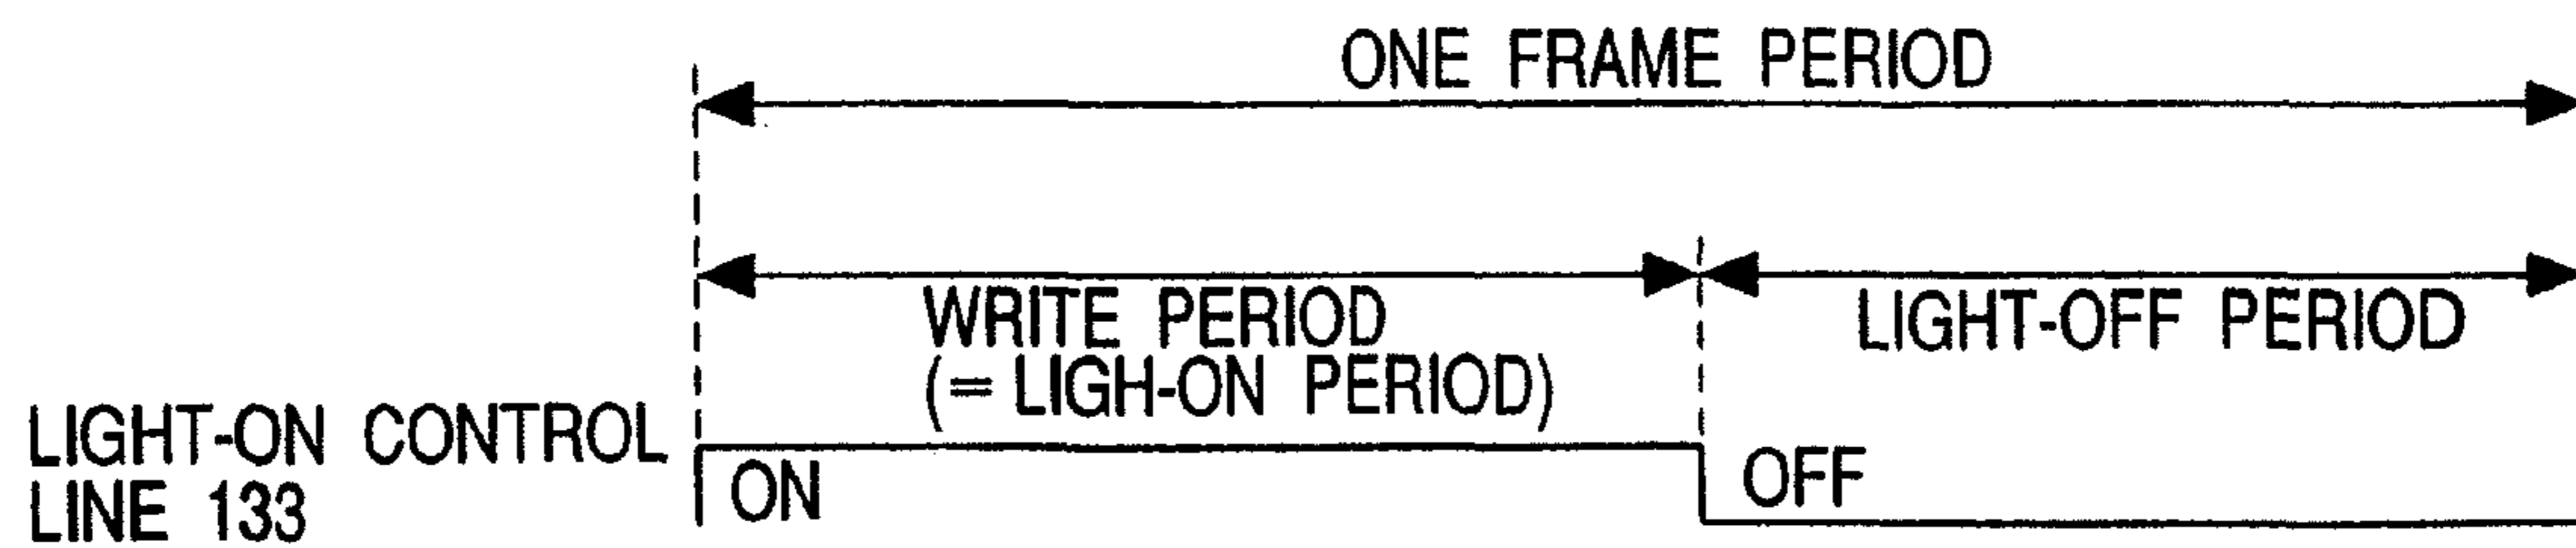 ONE FRAME PERIOD
WRITE PERIOD
(= LIGH-ON PERIOD)
LIGHT-OFF PERIOD
LIGHT-ON CONTROL
LINE 133
ON
OFF